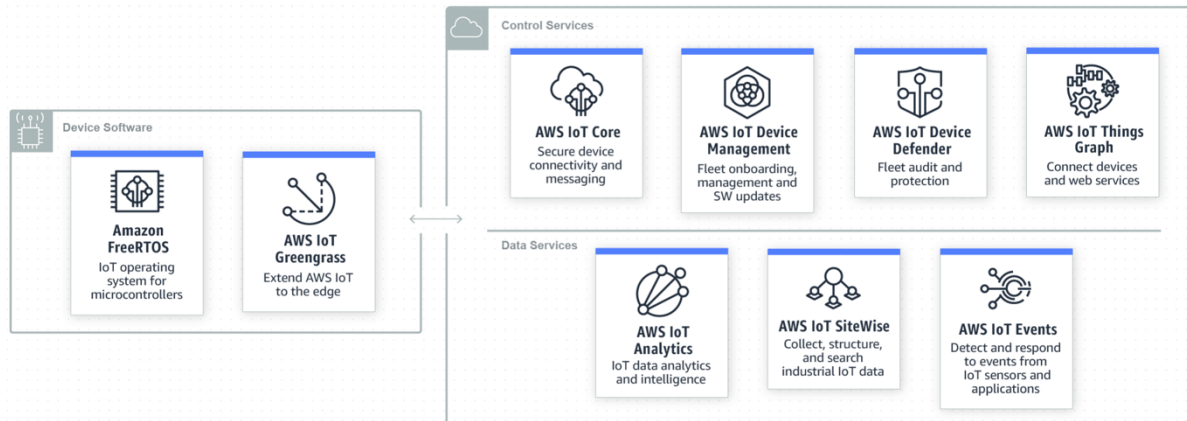 Control Services
AWS IoT Core
Secure device
connectivity and
messaging
AWS IoT Device
Management
Fleet onboarding,
management and
SW updates
AWS IoT Device
Defender
Fleet audit and
protection
AWS IoT Things
Graph
Connect devices
and web services
Device Software
Amazon
FreeRTOS
IoT operating
system for
microcontrollers
AWS IoT
Greengrass
Extend AWS IoT
to the edge
Data Services
AWS IoT
Analytics
IoT data analytics
and intelligence
AWS IoT SiteWise
Collect, structure,
and search
industrial IoT data
AWS IoT Events
Detect and respond
to events from
IoT sensors and
applications